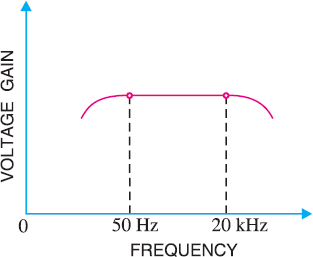 VOLTAGE GAIN
0
50 Hz
20 kHz
FREQUENCY